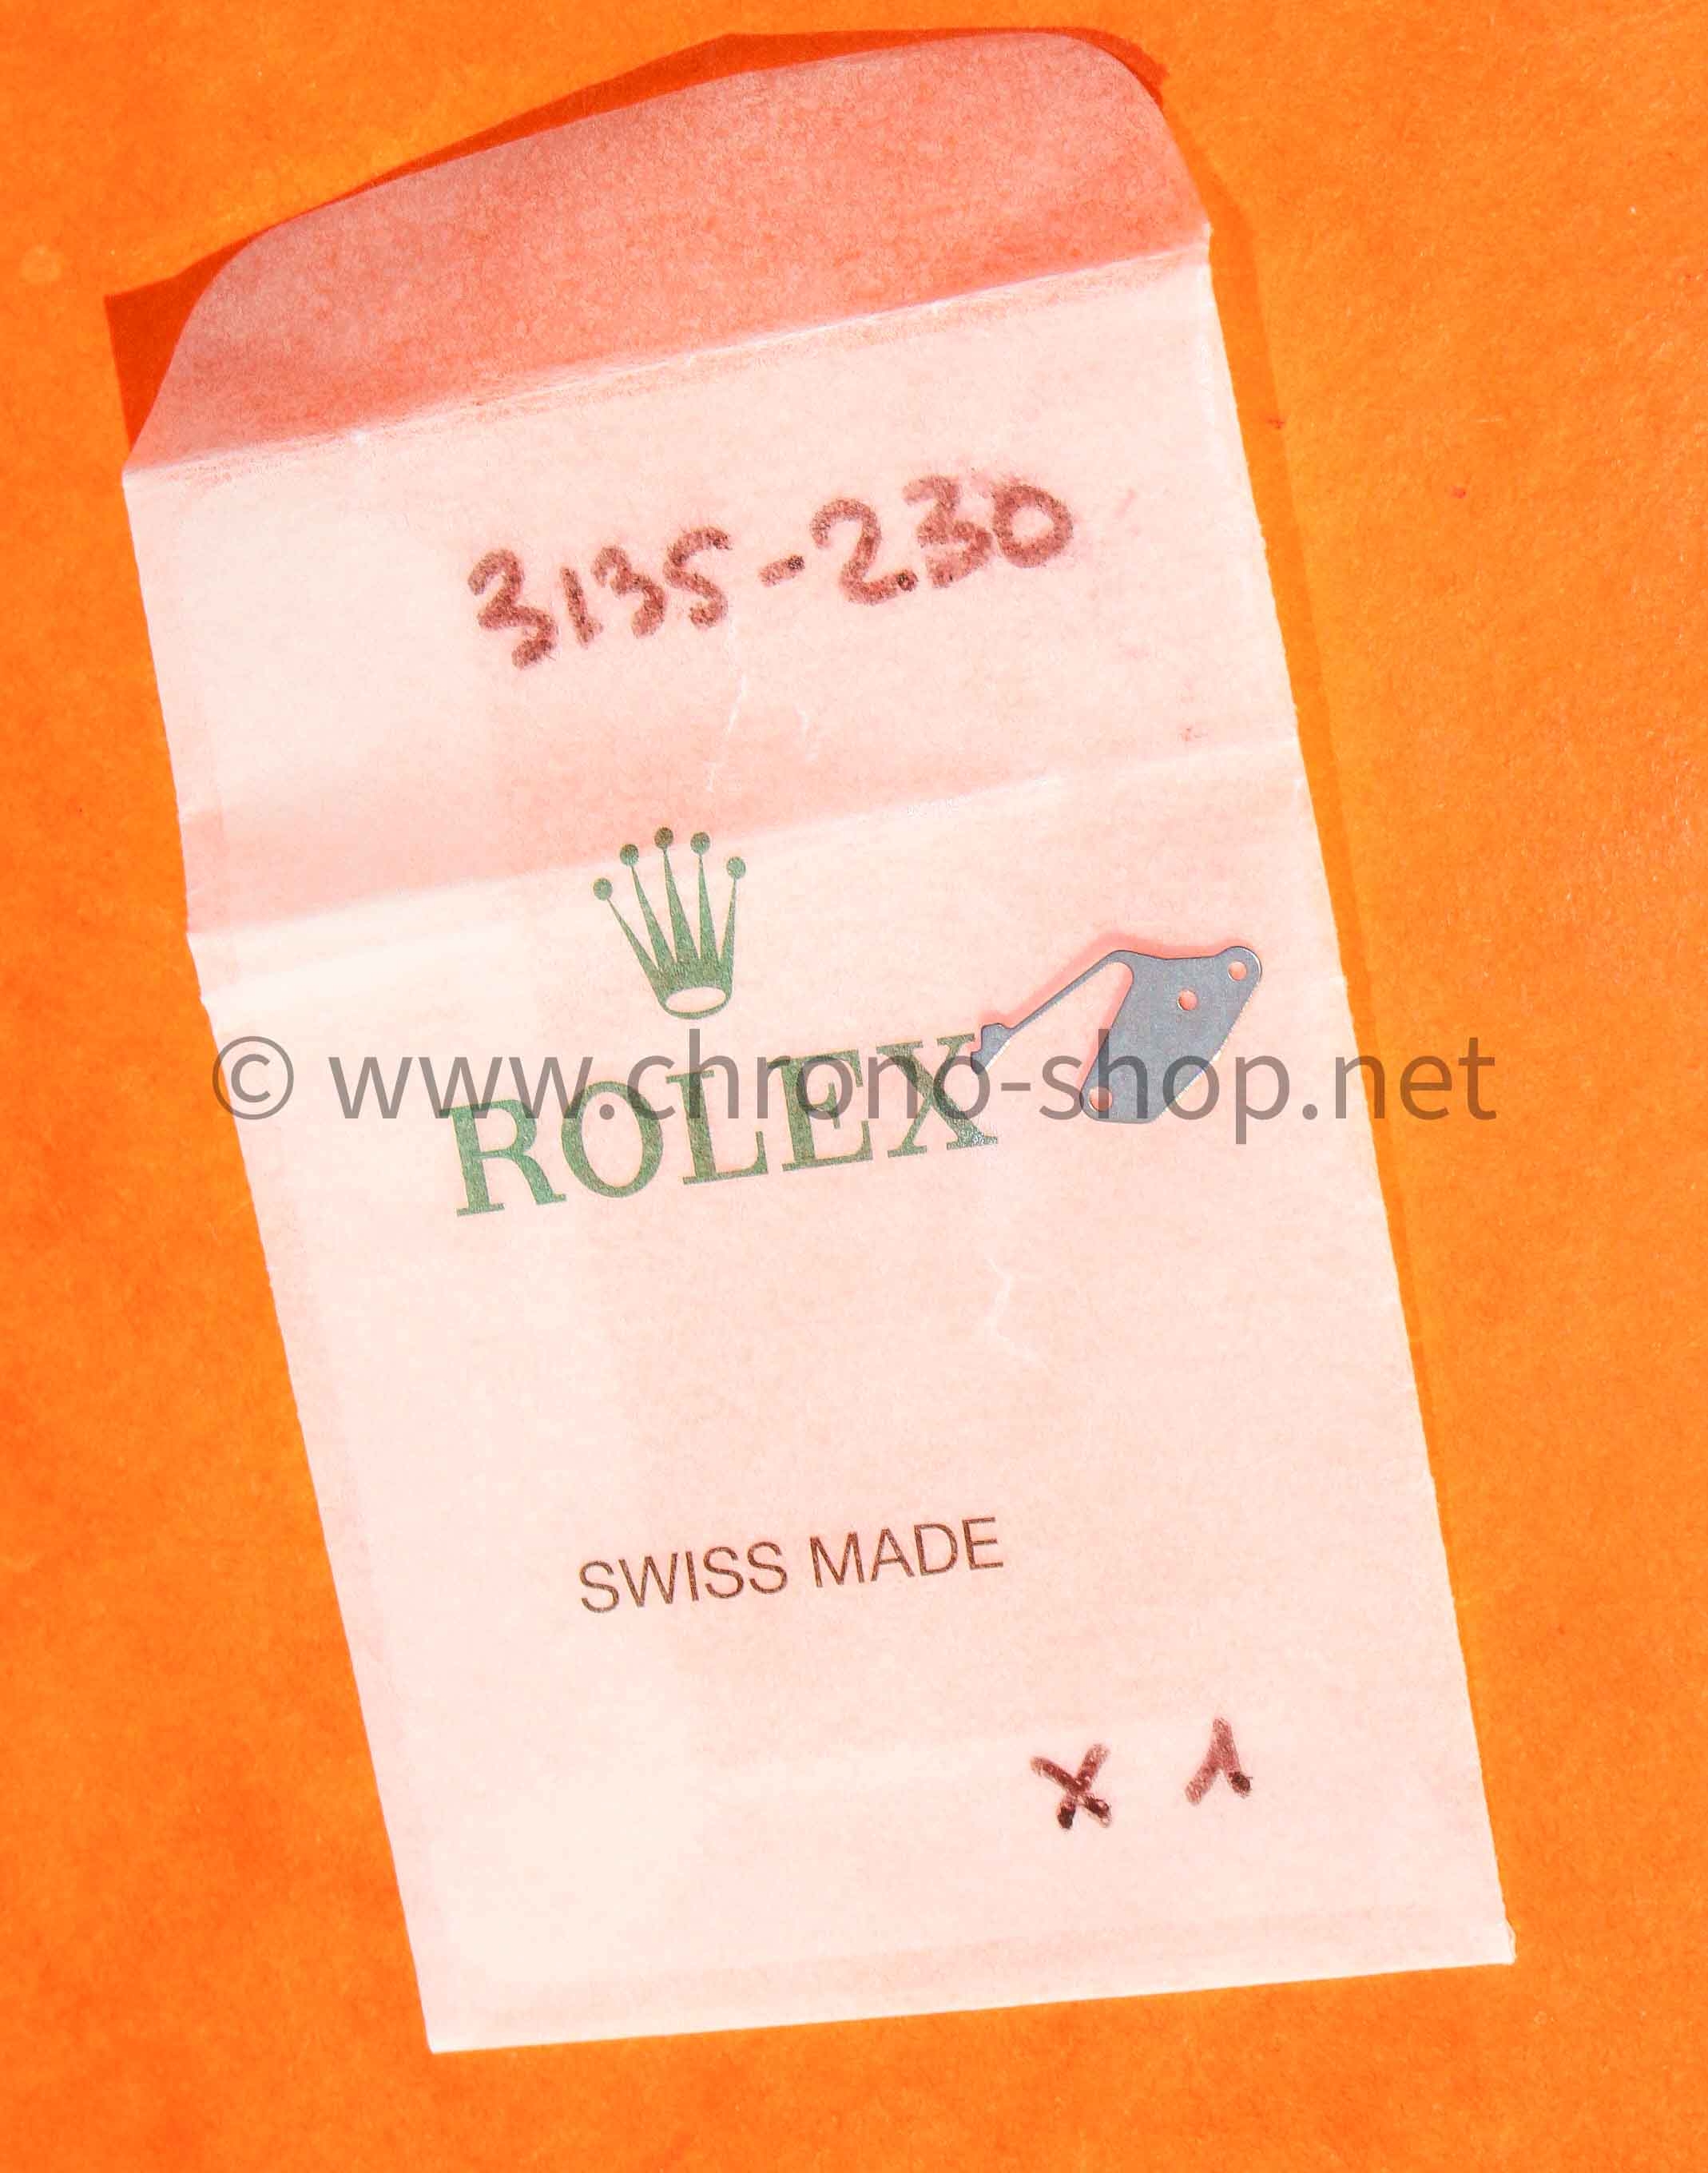 3135-230
ROLEX
© www.chrono-shop.net
SWISS MADE
X 1